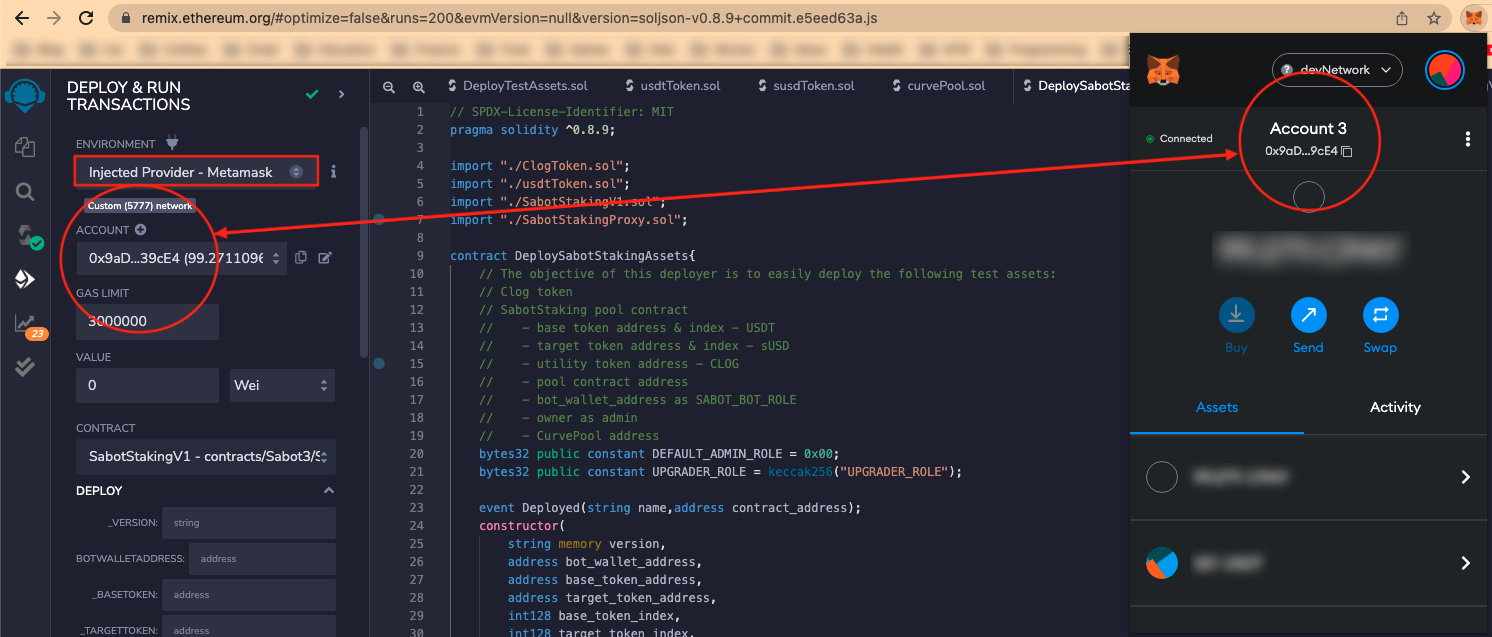 remix.ethereum.org/#optimize=false&runs=200&evmVersion=null&version=soljson-v0.8.9+commit.e5eed63a.js
DEPLOY & RUN
TRANSACTIONS
ENVIRONMENT
Injected Provider - Metamask
Custom (5777) network
ACCOUNT
0x9aD...39cE4 (99.2711096
GAS LIMIT
3000000
VALUE
0
Wei
CONTRACT
SabotStakingV1 - contracts/Sabot3/S
DEPLOY
_VERSION: string
BOTWALLETADDRESS: address
_BASETOKEN: address
_TARGETTOKEN: address
23
DeployTestAssets.sol
usdtToken.sol
susdToken.sol
curvePool.sol
DeploySabotSta
1 // SPDX-License-Identifier: MIT
2 pragma solidity ^0.8.9;
3
4 import "./ClogToken.sol";
5 import "./usdtToken.sol";
6 import "./SabotStakingV1.sol";
7 import "./SabotStakingProxy.sol";
8
9 contract DeploySabotStakingAssets{
10 // The objective of this deployer is to easily deploy the following test assets:
11 // Clog token
12 // SabotStaking pool contract
13 // - base token address & index - USDT
14 // - target token address & index - sUSD
15 // - utility token address - CLOG
16 // - pool contract address
17 // - bot_wallet_address as SABOT_BOT_ROLE
18 // - owner as admin
19 // - CurvePool address
20 bytes32 public constant DEFAULT_ADMIN_ROLE = 0x00;
21 bytes32 public constant UPGRADER_ROLE = keccak256("UPGRADER_ROLE");
22
23 event Deployed(string name,address contract_address);
24 constructor(
25 string memory version,
26 address bot_wallet_address,
27 address base_token_address,
28 address target_token_address,
29 int128 base_token_index,
30 int128 target_token_index,
? devNetwork
Connected
Account 3
0x9aD...9cE4
Buy
Send
Swap
Assets
Activity